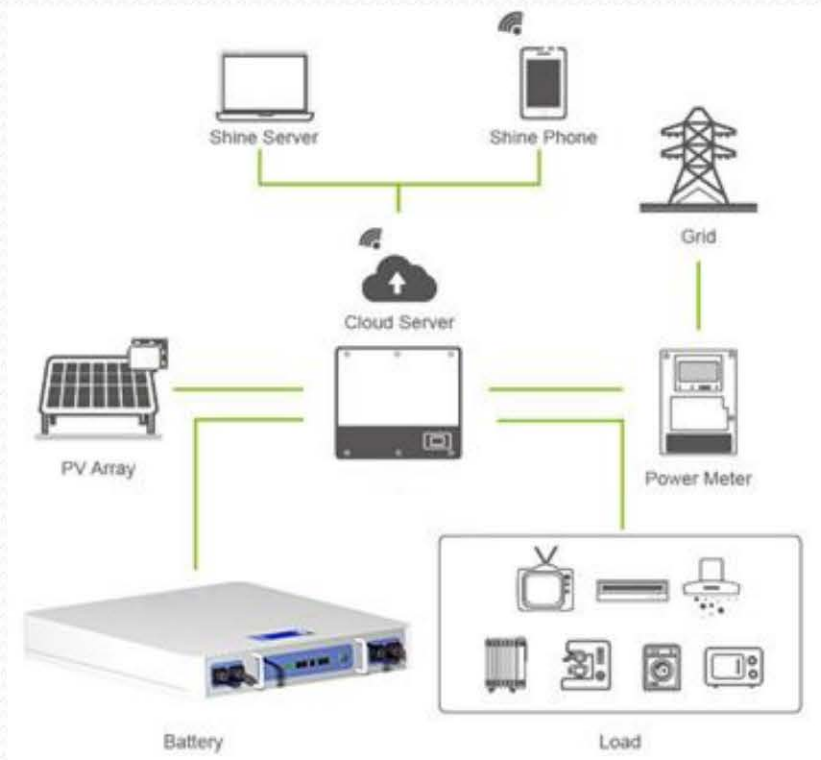 Shine Server
Shine Phone
Grid
Cloud Server
PV Array
Power Meter
Battery
Load